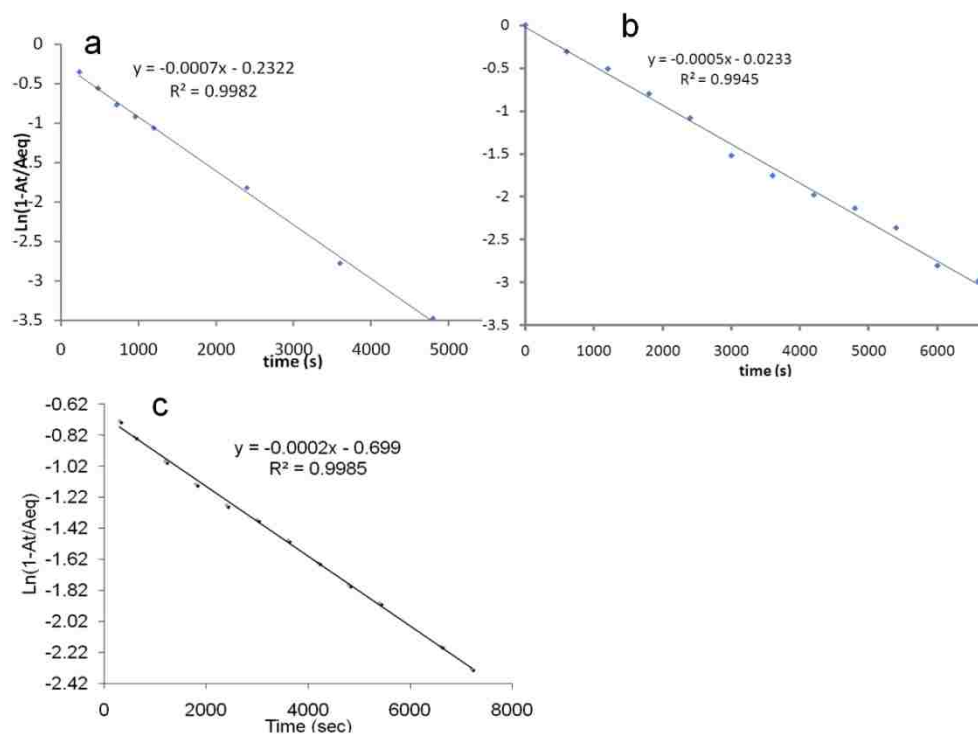 a
y = -0.0007x - 0.2322
R² = 0.9982
Ln(1-At/Aeq)
0
-0.5
-1
-1.5
-2
-2.5
-3
-3.5
0 1000 2000 3000 4000 5000
time (s)
b
y = -0.0005x - 0.0233
R² = 0.9945
0
-0.5
-1
-1.5
-2
-2.5
-3
-3.5
0 1000 2000 3000 4000 5000 6000
time (s)
c
y = -0.0002x - 0.699
R² = 0.9985
Ln(1-At/Aeq)
-0.62
-0.82
-1.02
-1.22
-1.42
-1.62
-1.82
-2.02
-2.22
-2.42
0 2000 4000 6000 8000
Time (sec)